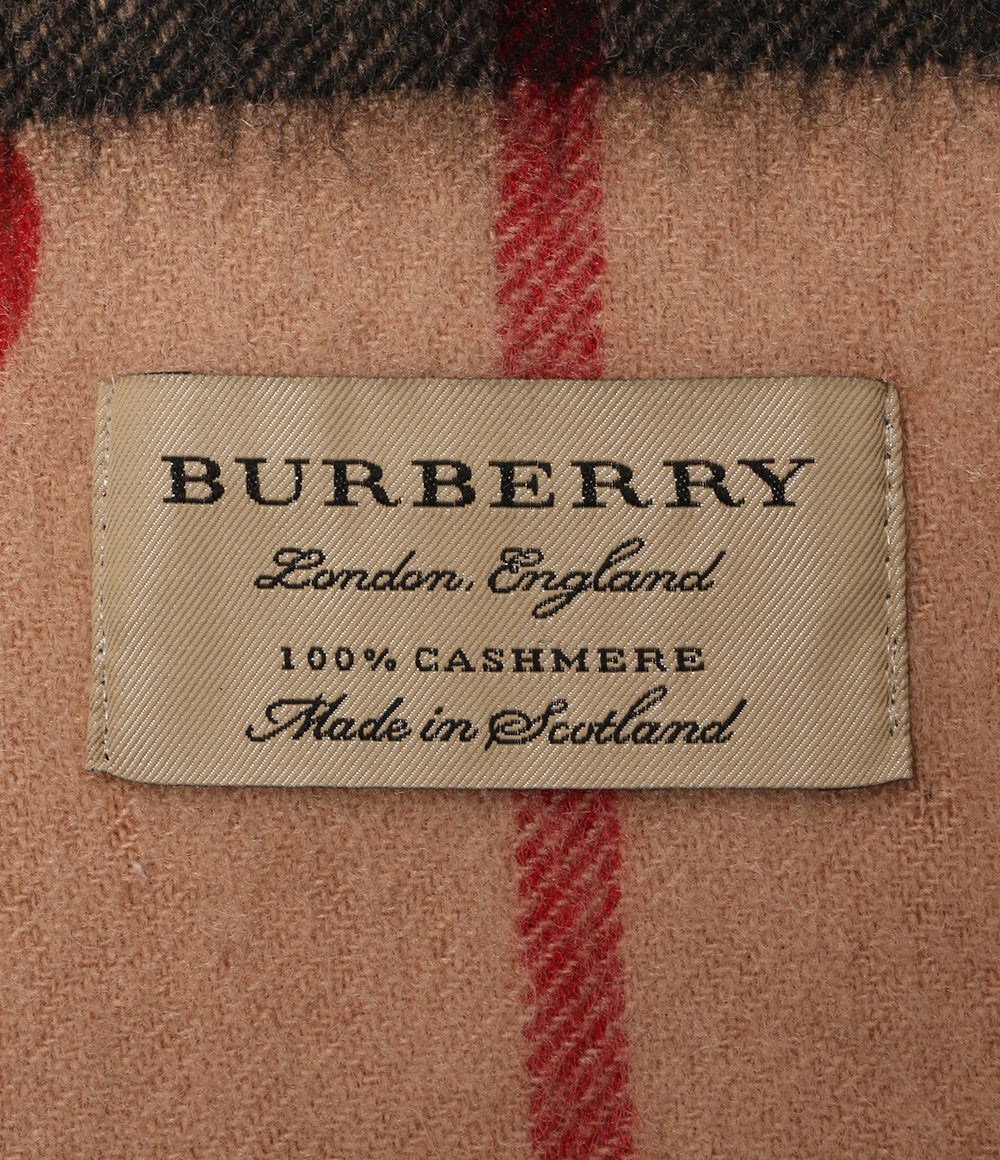 BURBERRY
London, England
100% CASHMERE
Made in Scotland